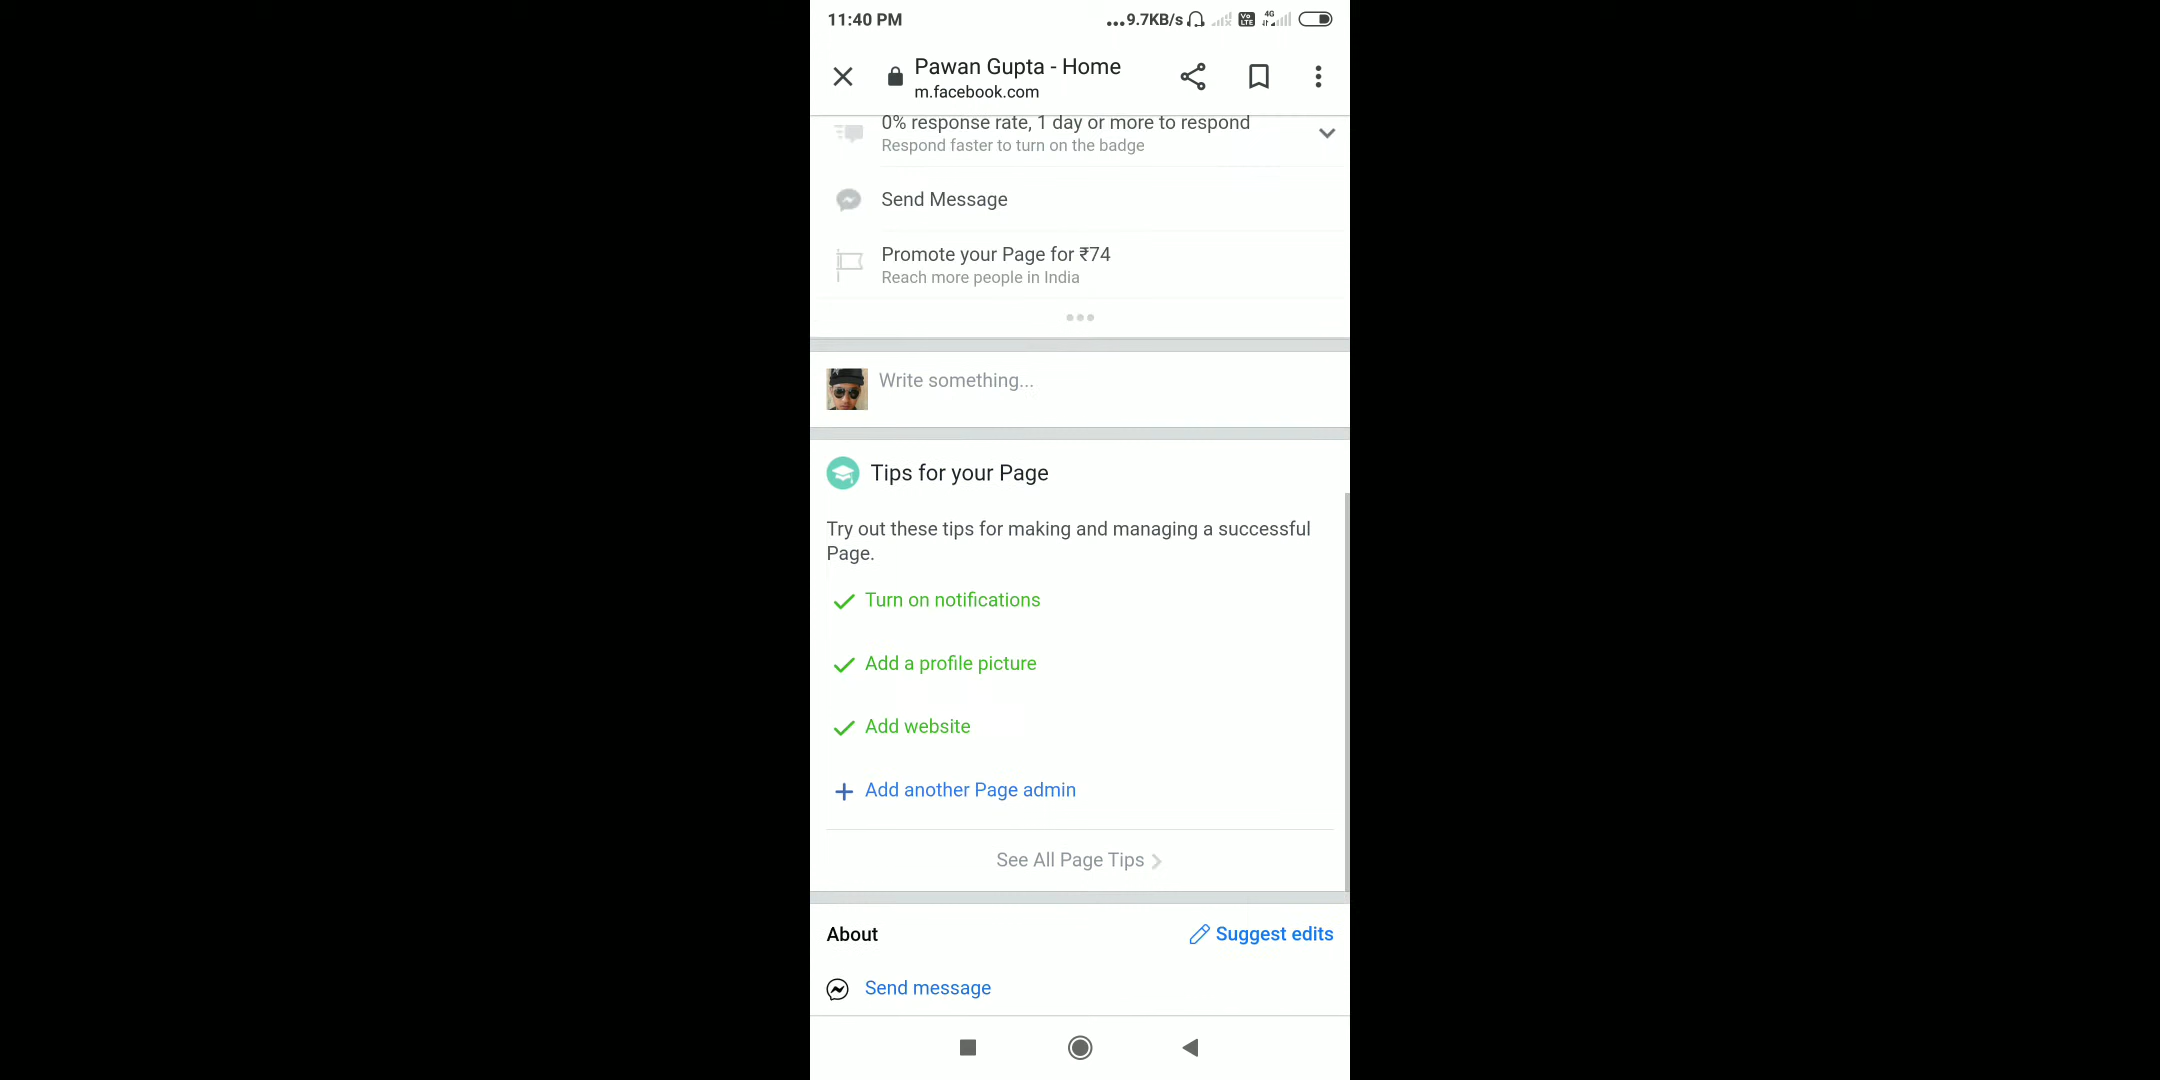 11:40 PM
...9.7KB/s
Vo
LTE
4G
Pawan Gupta - Home
m.facebook.com
0% response rate, 1 day or more to respond
Respond faster to turn on the badge
Send Message
Promote your Page for ₹74
Reach more people in India
Write something...
Tips for your Page
Try out these tips for making and managing a successful
Page.
Turn on notifications
Add a profile picture
Add website
Add another Page admin
See All Page Tips
About
Suggest edits
Send message